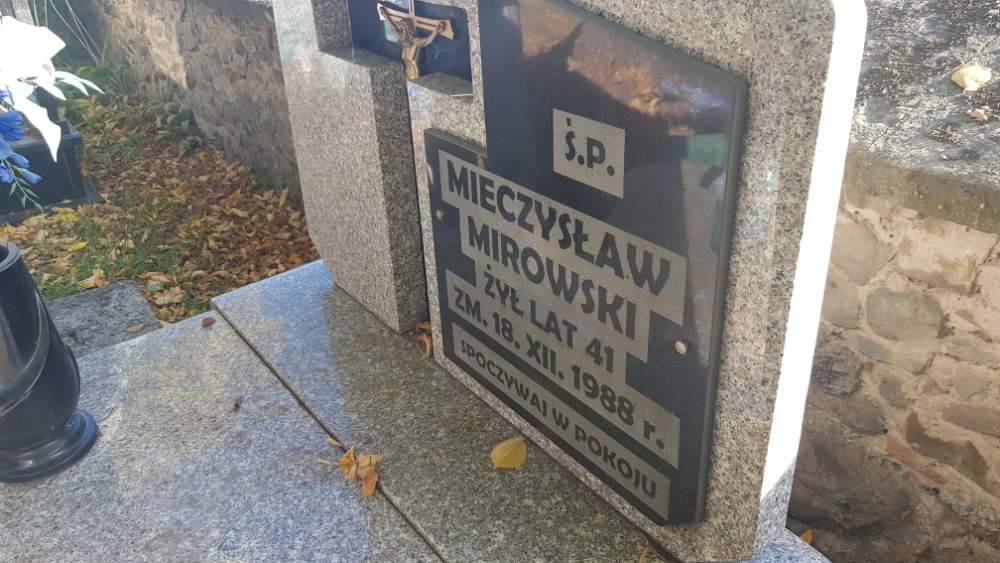 Ś.P.
MIECZYSŁAW
MIROWSKI
ŻYŁ LAT 41
ZM. 18. XII. 1988 r.
SPOCZYWAJ W POKOJU